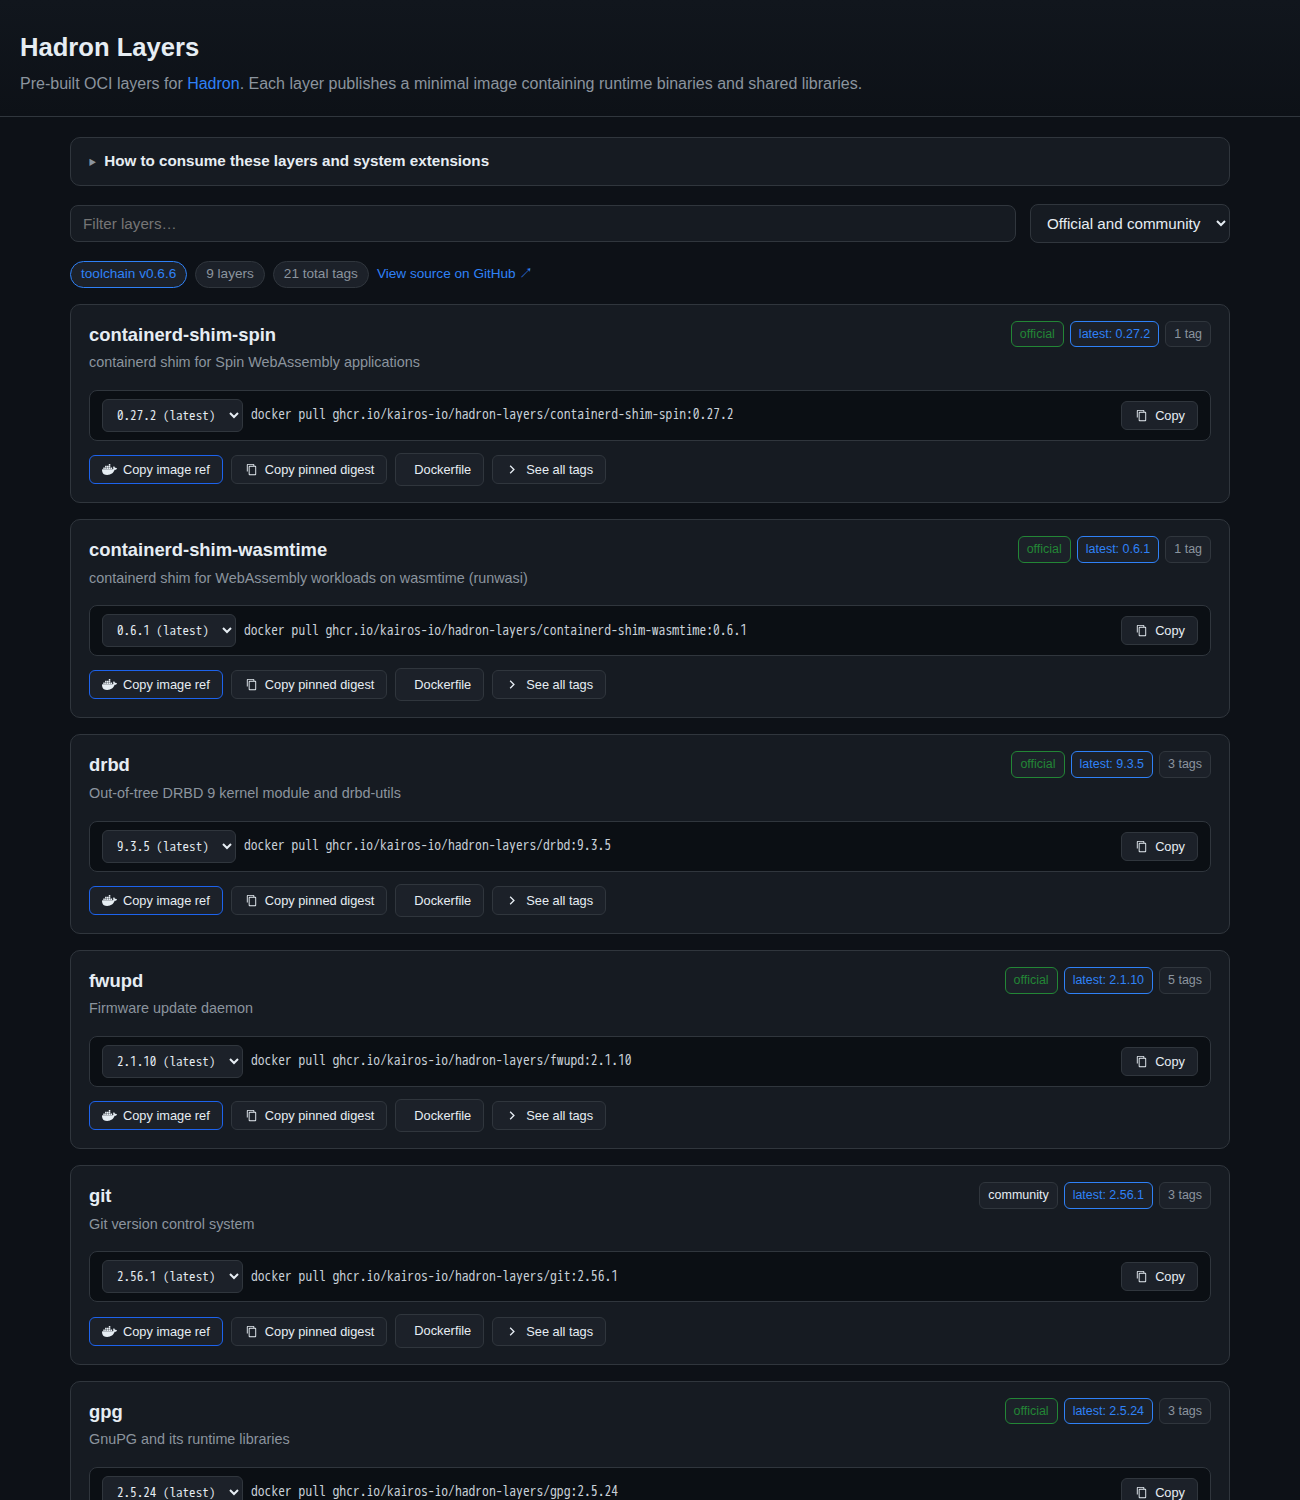 Hadron Layers
Pre-built OCI layers for Hadron. Each layer publishes a minimal image containing runtime binaries and shared libraries.
▸ How to consume these layers and system extensions
Filter layers…
Official and community
toolchain v0.6.6
9 layers
21 total tags
View source on GitHub ↗
containerd-shim-spin
official
latest: 0.27.2
1 tag
containerd shim for Spin WebAssembly applications
0.27.2 (latest)
docker pull ghcr.io/kairos-io/hadron-layers/containerd-shim-spin:0.27.2
Copy
Copy image ref
Copy pinned digest
Dockerfile
See all tags
containerd-shim-wasmtime
official
latest: 0.6.1
1 tag
containerd shim for WebAssembly workloads on wasmtime (runwasi)
0.6.1 (latest)
docker pull ghcr.io/kairos-io/hadron-layers/containerd-shim-wasmtime:0.6.1
Copy
Copy image ref
Copy pinned digest
Dockerfile
See all tags
drbd
official
latest: 9.3.5
3 tags
Out-of-tree DRBD 9 kernel module and drbd-utils
9.3.5 (latest)
docker pull ghcr.io/kairos-io/hadron-layers/drbd:9.3.5
Copy
Copy image ref
Copy pinned digest
Dockerfile
See all tags
fwupd
official
latest: 2.1.10
5 tags
Firmware update daemon
2.1.10 (latest)
docker pull ghcr.io/kairos-io/hadron-layers/fwupd:2.1.10
Copy
Copy image ref
Copy pinned digest
Dockerfile
See all tags
git
community
latest: 2.56.1
3 tags
Git version control system
2.56.1 (latest)
docker pull ghcr.io/kairos-io/hadron-layers/git:2.56.1
Copy
Copy image ref
Copy pinned digest
Dockerfile
See all tags
gpg
official
latest: 2.5.24
3 tags
GnuPG and its runtime libraries
2.5.24 (latest)
docker pull ghcr.io/kairos-io/hadron-layers/gpg:2.5.24
Copy